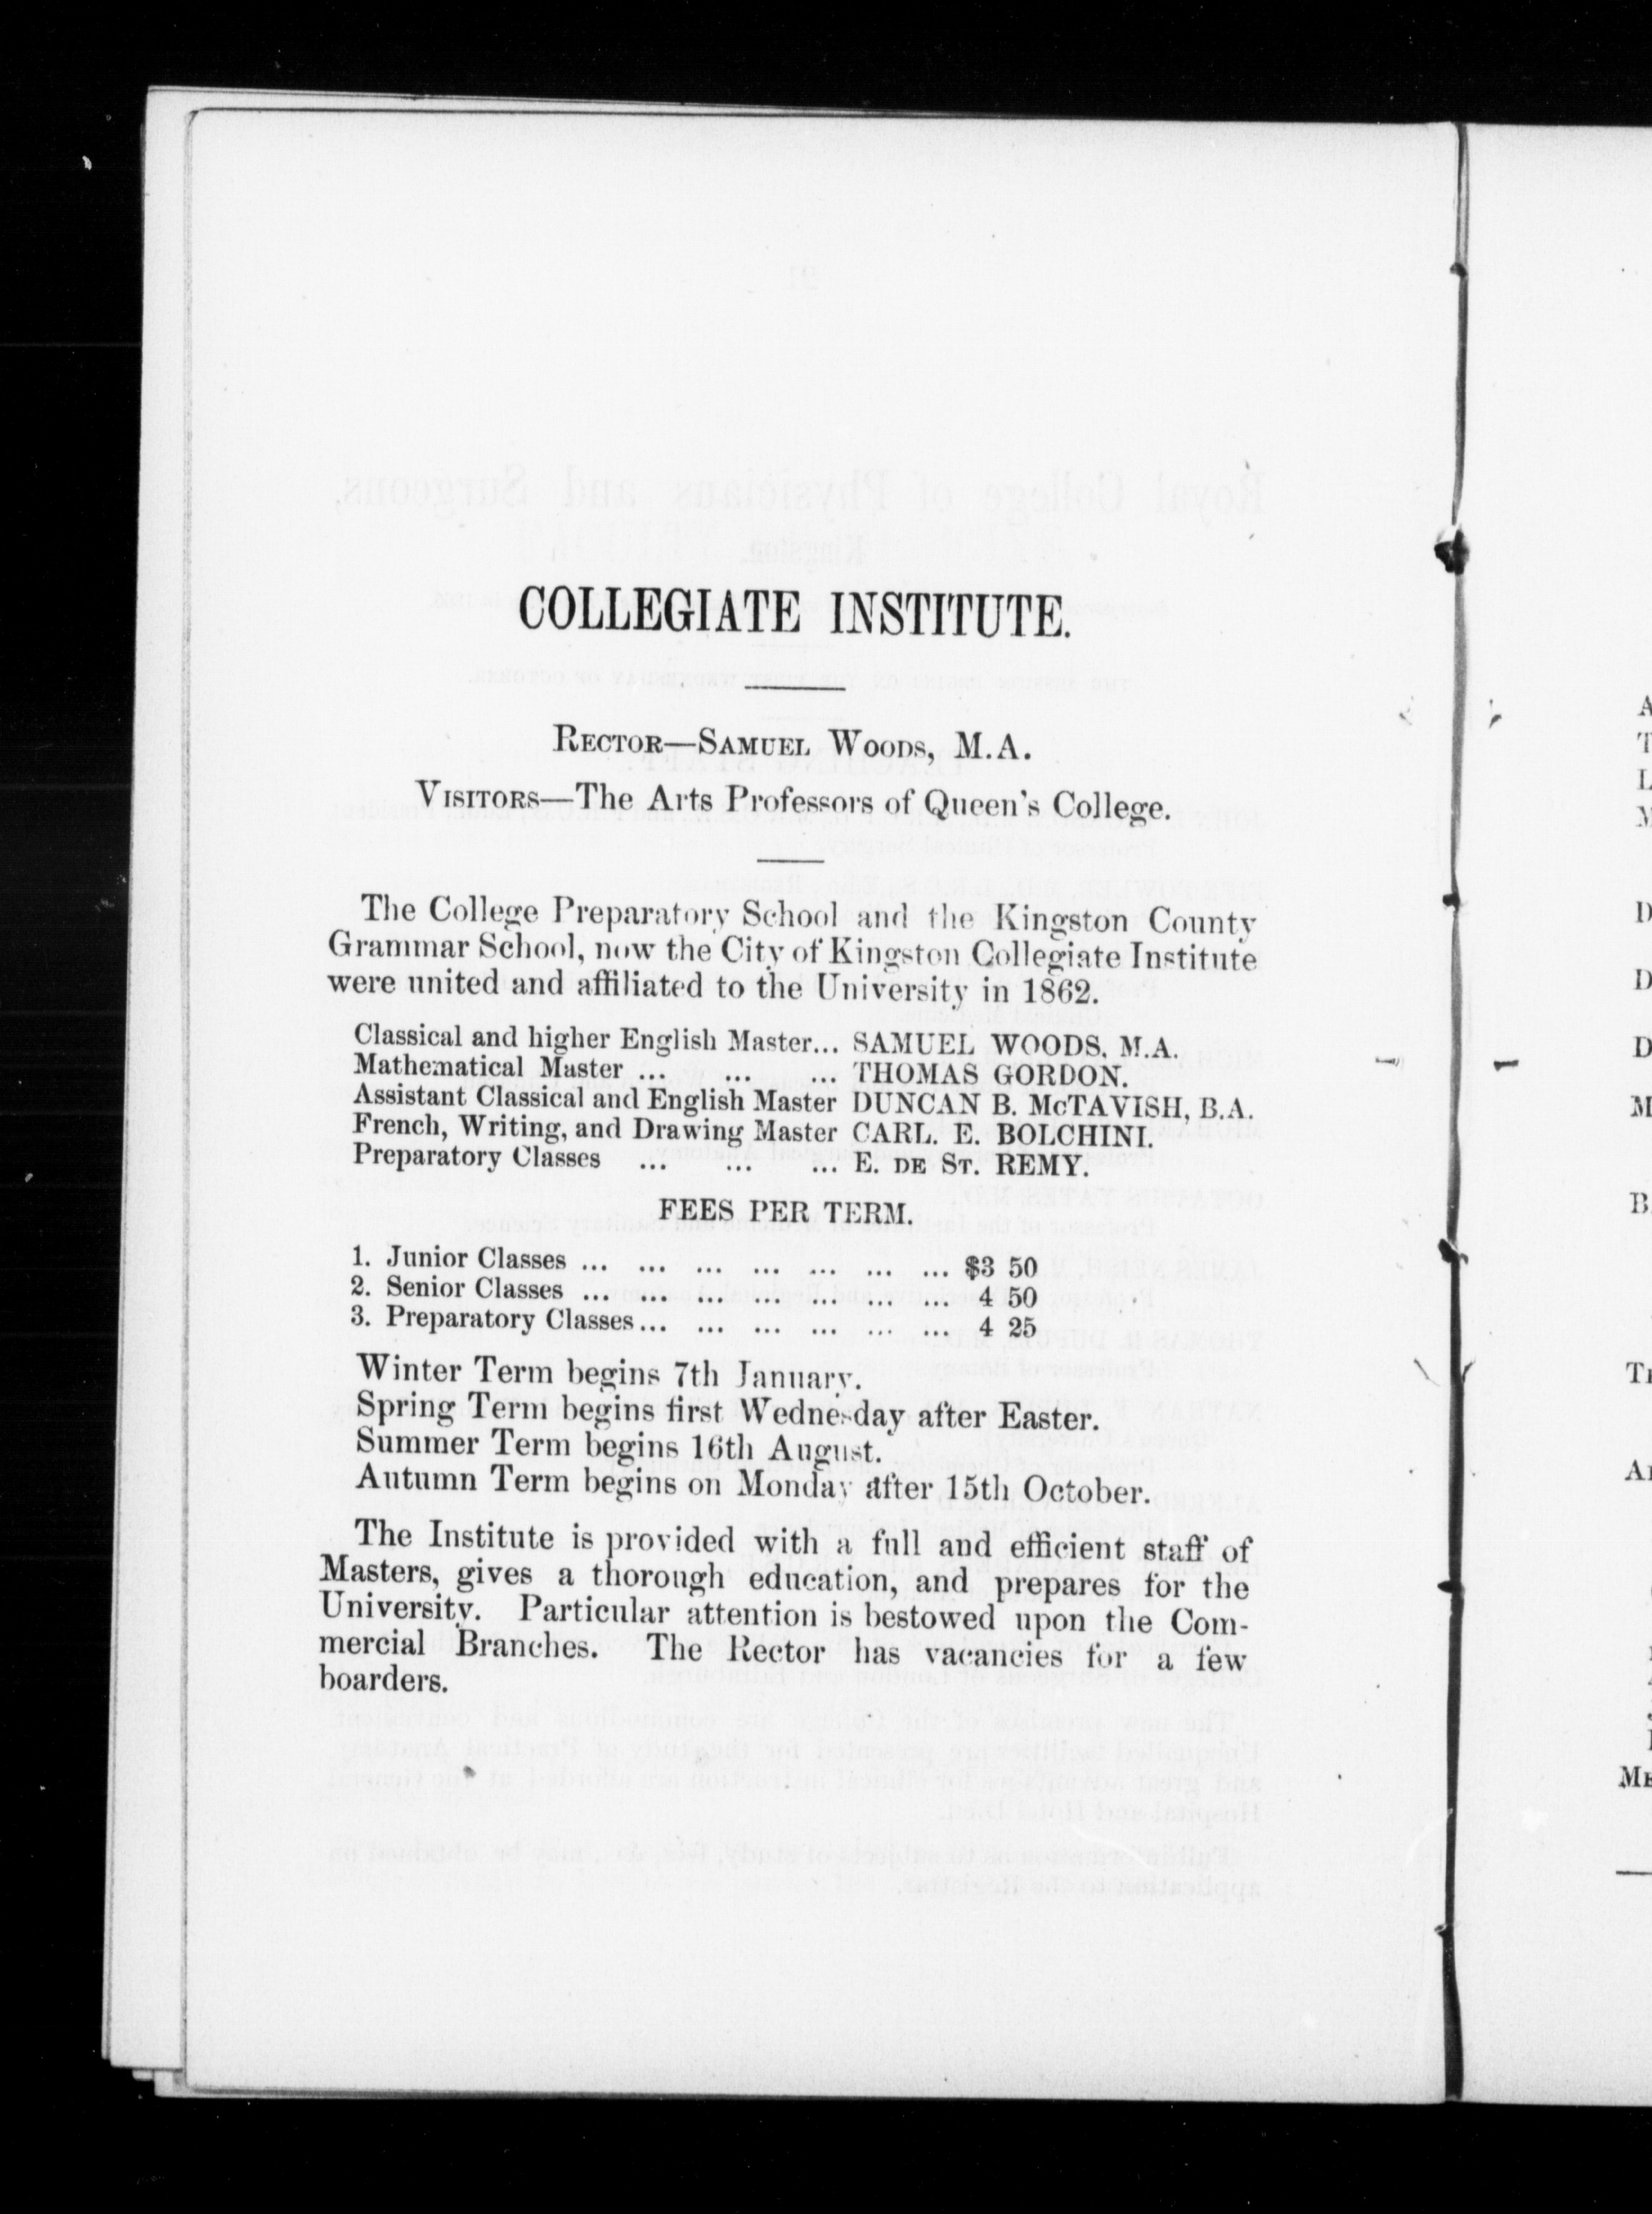 COLLEGIATE INSTITUTE.
RECTOR—SAMUEL WOODS, M.A.
VISITORS—The Arts Professors of Queen's College.
The College Preparatory School and the Kingston County
Grammar School, now the City of Kingston Collegiate Institute
were united and affiliated to the University in 1862.
Classical and higher English Master... SAMUEL WOODS. M.A.
Mathematical Master ... ... ... THOMAS GORDON.
Assistant Classical and English Master DUNCAN B. McTAVISH, B.A.
French, Writing, and Drawing Master CARL. E. BOLCHINI.
Preparatory Classes ... ... ... E. DE ST. REMY.
FEES PER TERM.
1. Junior Classes ... ... ... ... ... ... ... $3 50
2. Senior Classes ... ... ... ... ... ... ... 4 50
3. Preparatory Classes... ... ... ... ... ... 4 25
Winter Term begins 7th January.
Spring Term begins first Wednesday after Easter.
Summer Term begins 16th August.
Autumn Term begins on Monday after 15th October.
The Institute is provided with a full and efficient staff of
Masters, gives a thorough education, and prepares for the
University. Particular attention is bestowed upon the Com-
mercial Branches. The Rector has vacancies for a few
boarders.